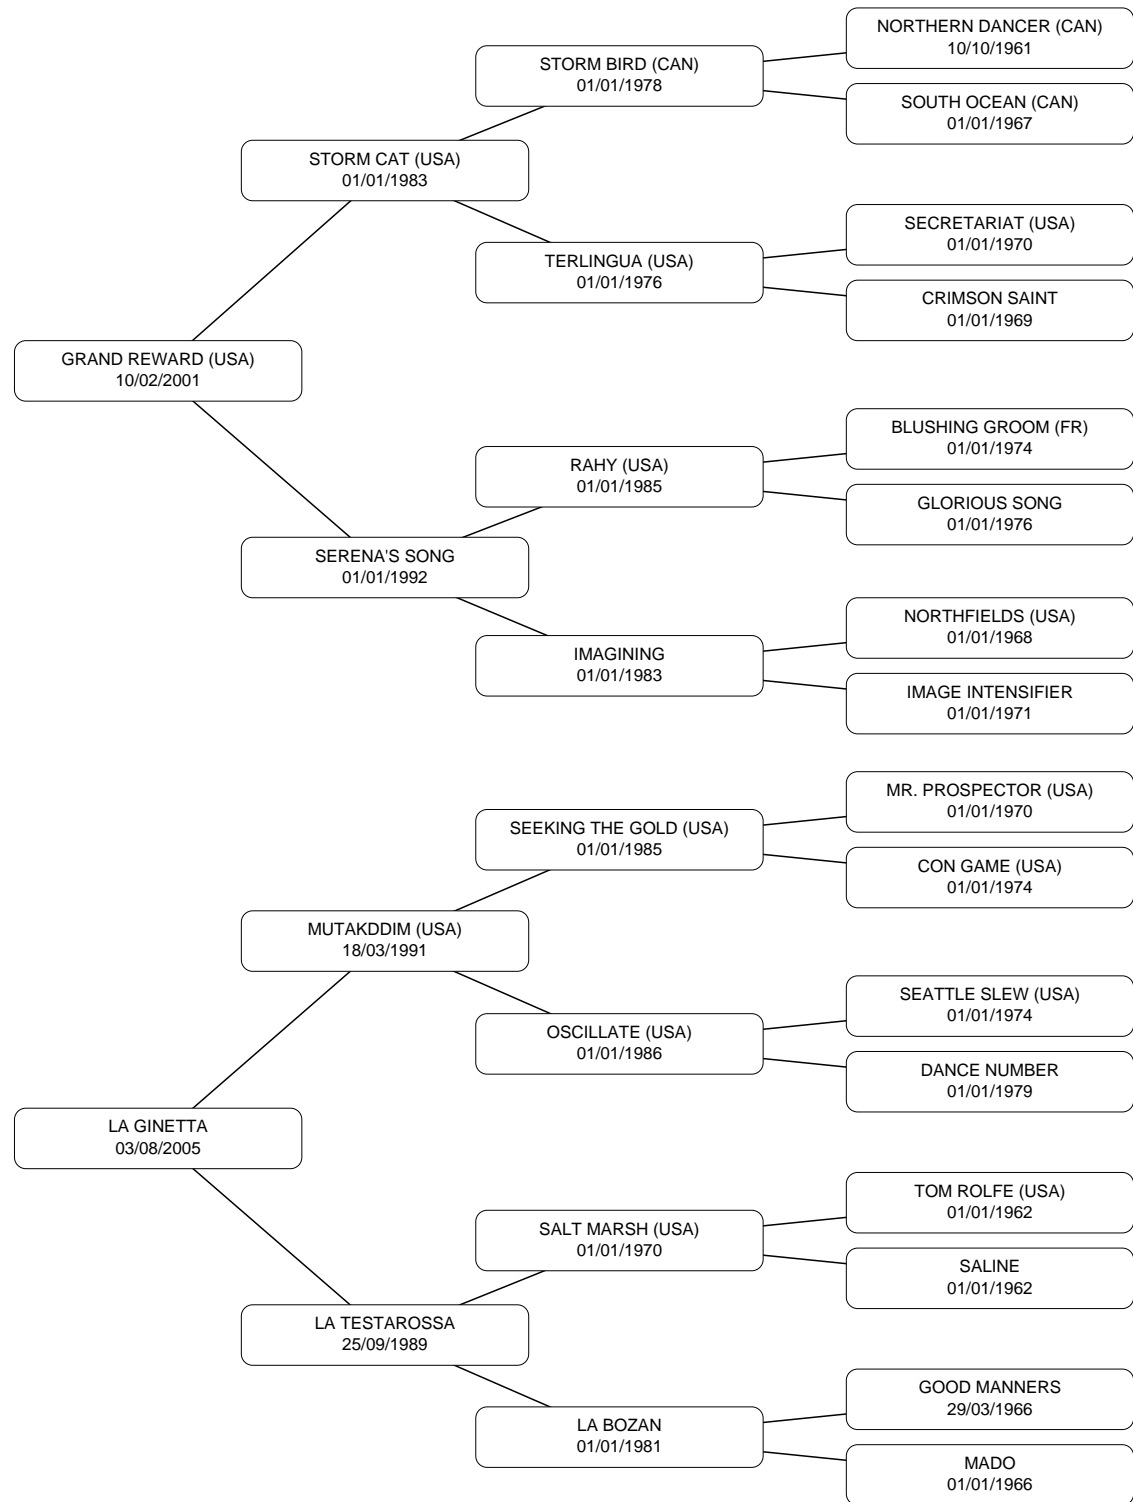 NORTHERN DANCER (CAN)
10/10/1961
STORM BIRD (CAN)
01/01/1978
SOUTH OCEAN (CAN)
01/01/1967
STORM CAT (USA)
01/01/1983
SECRETARIAT (USA)
01/01/1970
TERLINGUA (USA)
01/01/1976
CRIMSON SAINT
01/01/1969
GRAND REWARD (USA)
10/02/2001
BLUSHING GROOM (FR)
01/01/1974
RAHY (USA)
01/01/1985
GLORIOUS SONG
01/01/1976
SERENA'S SONG
01/01/1992
NORTHFIELDS (USA)
01/01/1968
IMAGINING
01/01/1983
IMAGE INTENSIFIER
01/01/1971
MR. PROSPECTOR (USA)
01/01/1970
SEEKING THE GOLD (USA)
01/01/1985
CON GAME (USA)
01/01/1974
MUTAKDDIM (USA)
18/03/1991
SEATTLE SLEW (USA)
01/01/1974
OSCILLATE (USA)
01/01/1986
DANCE NUMBER
01/01/1979
LA GINETTA
03/08/2005
TOM ROLFE (USA)
01/01/1962
SALT MARSH (USA)
01/01/1970
SALINE
01/01/1962
LA TESTAROSSA
25/09/1989
GOOD MANNERS
29/03/1966
LA BOZAN
01/01/1981
MADO
01/01/1966